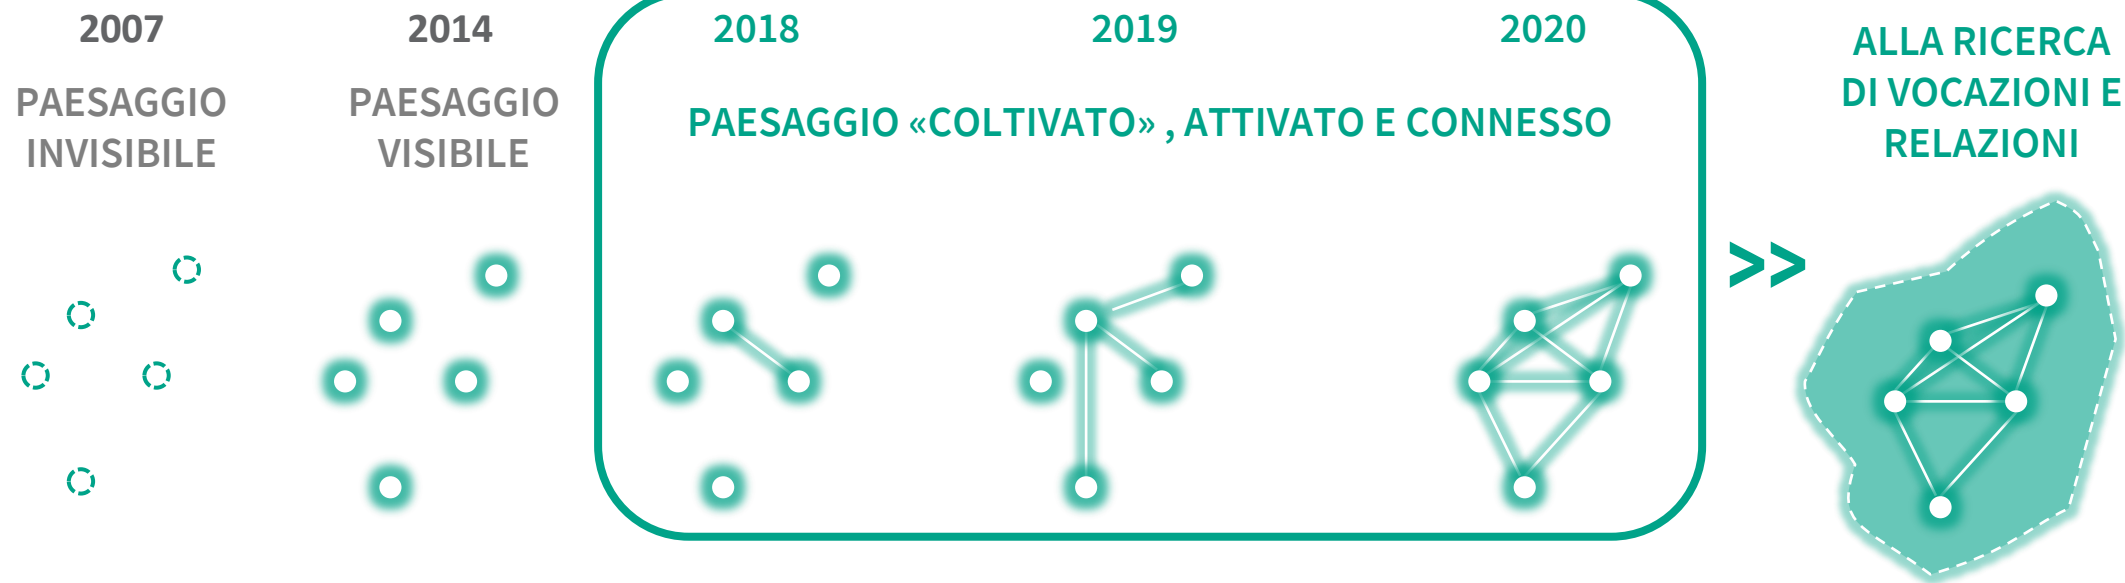 2007
PAESAGGIO
INVISIBILE
2014
PAESAGGIO
VISIBILE
2018
2019
2020
PAESAGGIO «COLTIVATO» , ATTIVATO E CONNESSO
>>
ALLA RICERCA
DI VOCAZIONI E
RELAZIONI